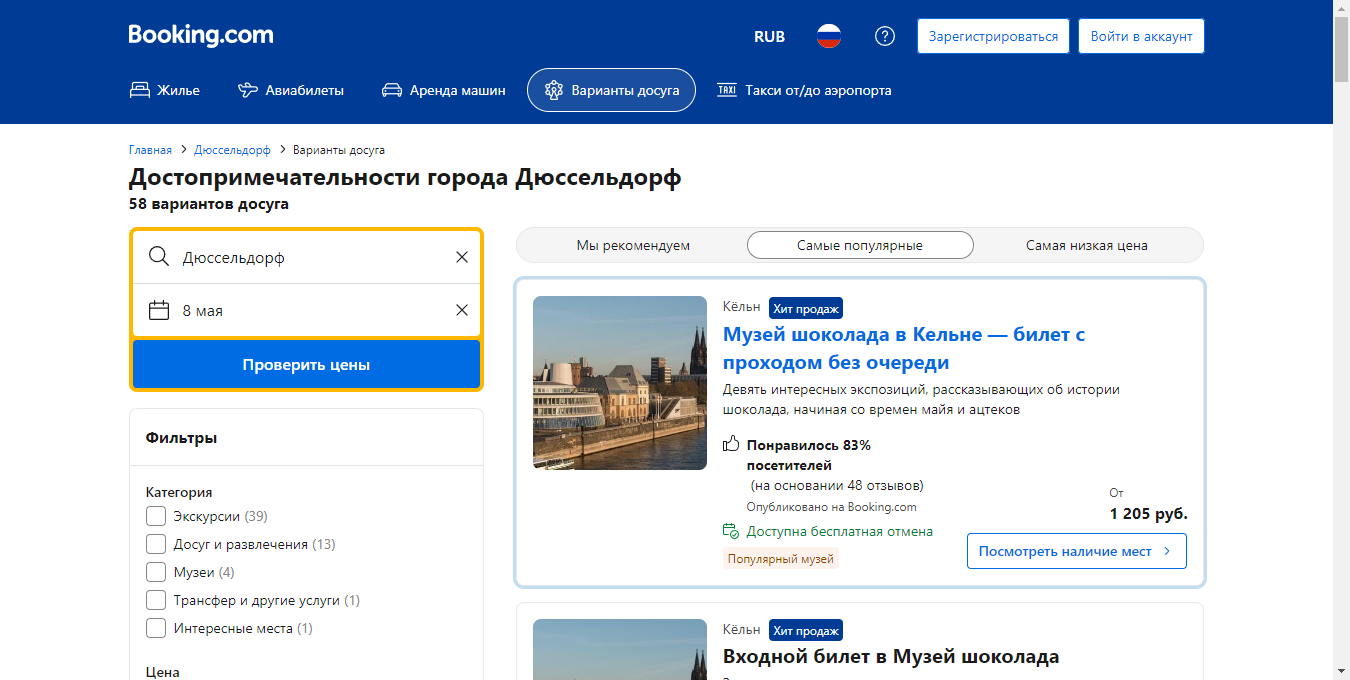 Booking.com
RUB
Зарегистрироваться
Войти в аккаунт
Жилье
Авиабилеты
Аренда машин
Варианты досуга
TAXI
Такси от/до аэропорта
Главная
Дюссельдорф
Варианты досуга
Достопримечательности города Дюссельдорф
58 вариантов досуга
Дюссельдорф
8 мая
Проверить цены
Фильтры
Категория
Экскурсии (39)
Досуг и развлечения (13)
Музеи (4)
Трансфер и другие услуги (1)
Интересные места (1)
Цена
Мы рекомендуем
Самые популярные
Самая низкая цена
Кёльн
Хит продаж
Музей шоколада в Кельне — билет с
проходом без очереди
Девять интересных экспозиций, рассказывающих об истории
шоколада, начиная со времен майя и ацтеков
Понравилось 83%
посетителей
(на основании 48 отзывов)
Опубликовано на Booking.com
Доступна бесплатная отмена
Популярный музей
От
1 205 руб.
Посмотреть наличие мест
Кёльн
Хит продаж
Входной билет в Музей шоколада